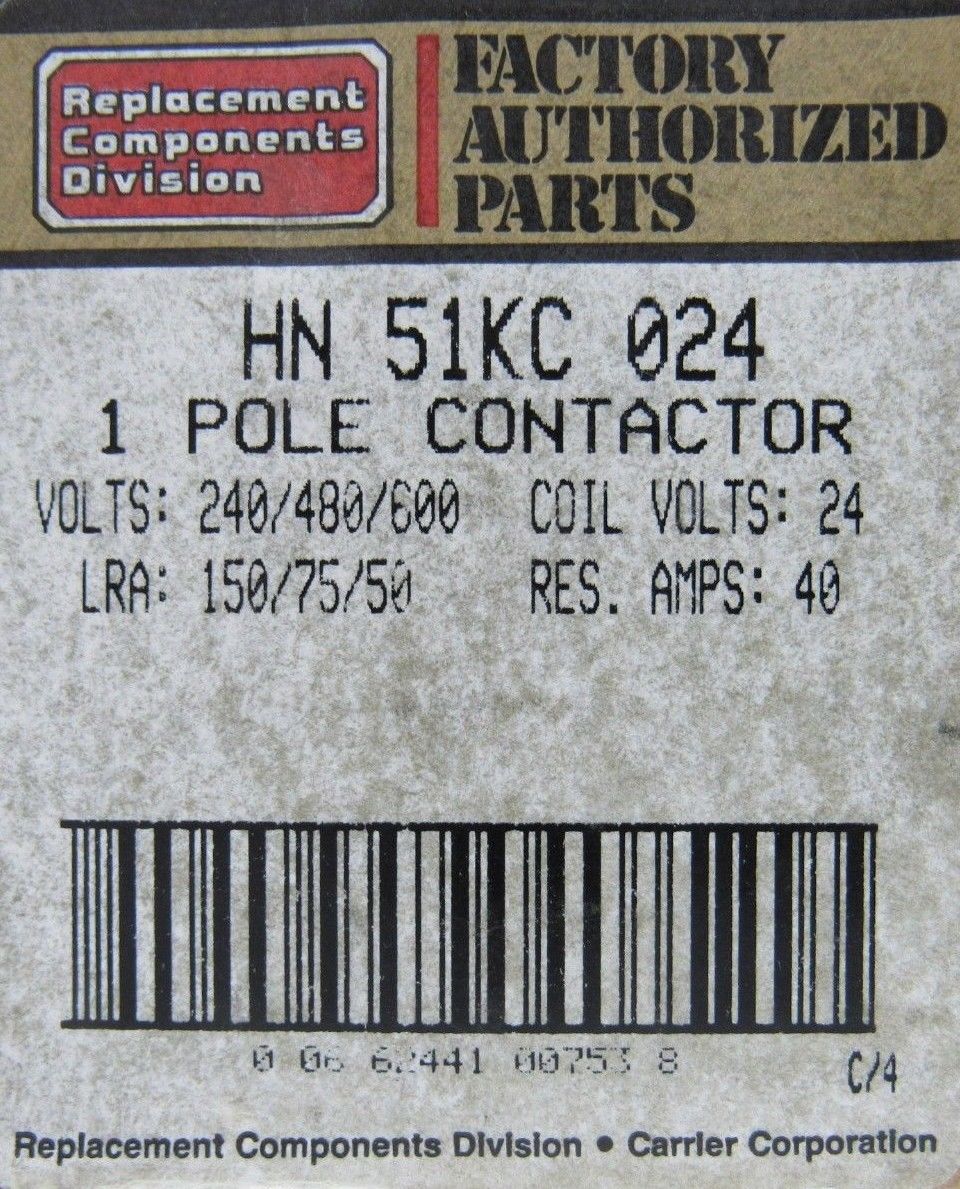 Replacement
Components
Division
FACTORY
AUTHORIZED
PARTS
HN 51KC 024
1 POLE CONTACTOR
VOLTS: 240/480/600 COIL VOLTS: 24
LRA: 150/75/50 RES. AMPS: 40
0 06 62441 00753 8
C/4
Replacement Components Division • Carrier Corporation